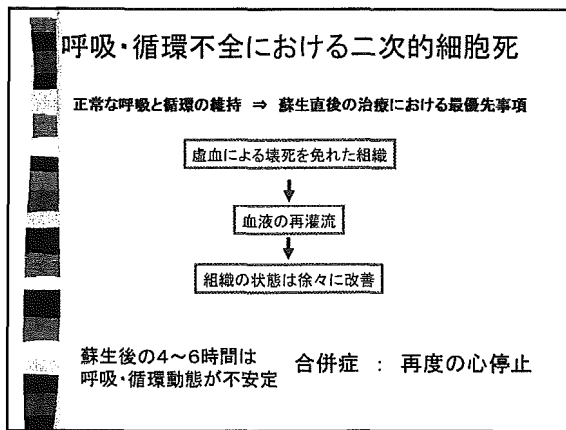 呼吸・循環不全における二次的細胞死
正常な呼吸と循環の維持 ⇒ 蘇生直後の治療における最優先事項
虚血による壊死を免れた組織
血液の再灌流
組織の状態は徐々に改善
蘇生後の4～6時間は
呼吸・循環動態が不安定
合併症 ： 再度の心停止